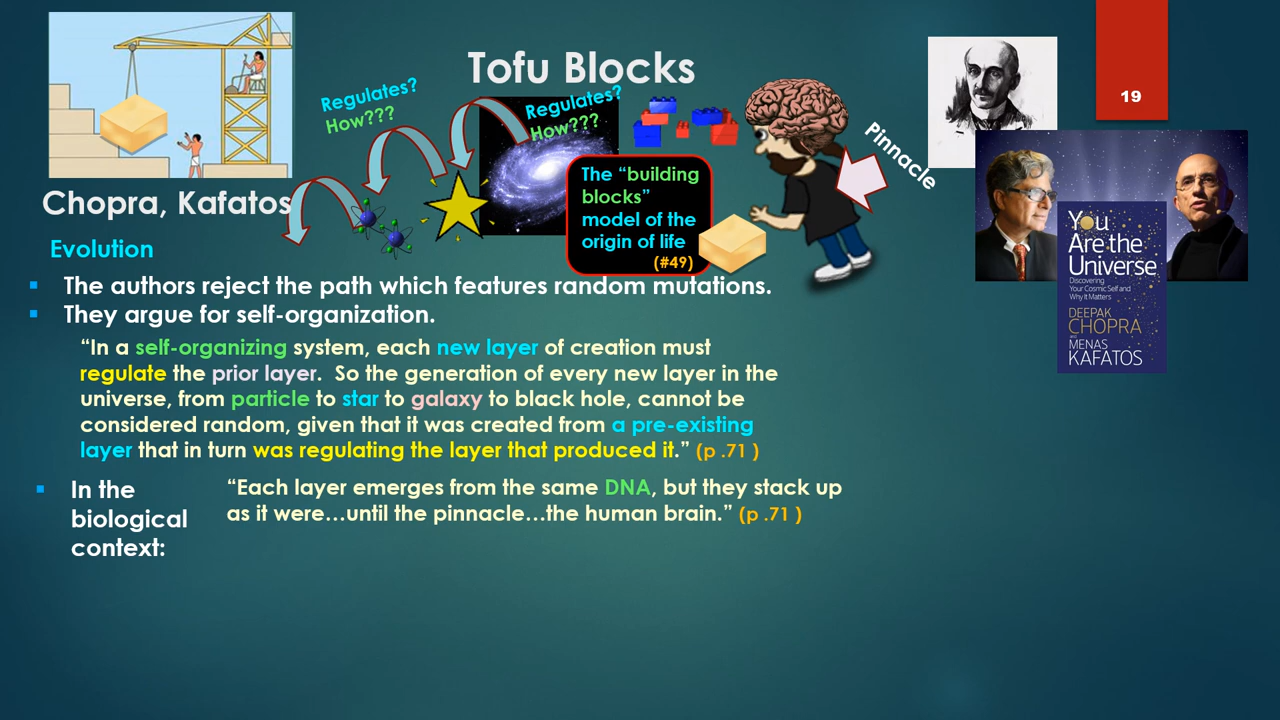 Tofu Blocks
19
Regulates?
How???
Regulates?
How???
Pinnacle
The “building
blocks”
model of the
origin of life
(#49)
Chopra, Kafatos
Evolution
▪ The authors reject the path which features random mutations.
▪ They argue for self-organization.
“In a self-organizing system, each new layer of creation must
regulate the prior layer. So the generation of every new layer in the
universe, from particle to star to galaxy to black hole, cannot be
considered random, given that it was created from a pre-existing
layer that in turn was regulating the layer that produced it.” (p .71 )
▪ In the
biological
context:
“Each layer emerges from the same DNA, but they stack up
as it were…until the pinnacle…the human brain.” (p .71 )
You
Are the
Universe
Discovering
Your Cosmic Self and
Why It Matters
DEEPAK
CHOPRA
and
MENAS
KAFATOS